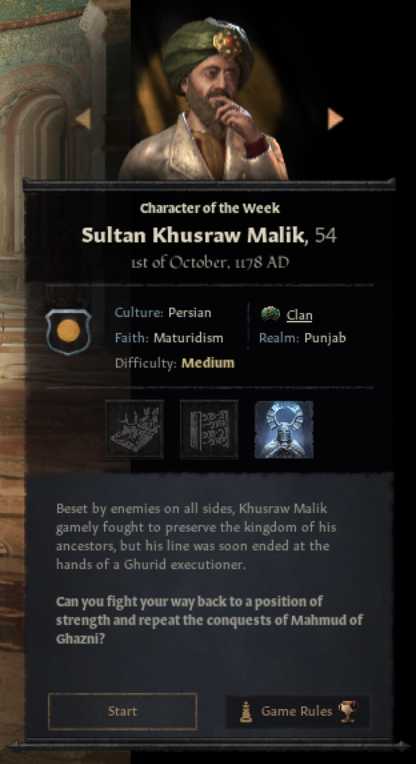 Character of the Week
Sultan Khusraw Malik, 54
1st of October, 1178 AD
Culture: Persian
Clan
Faith: Maturidism
Realm: Punjab
Difficulty: Medium
Beset by enemies on all sides, Khusraw Malik
gamely fought to preserve the kingdom of his
ancestors, but his line was soon ended at the
hands of a Ghurid executioner.
Can you fight your way back to a position of
strength and repeat the conquests of Mahmud of
Ghazni?
Start
Game Rules